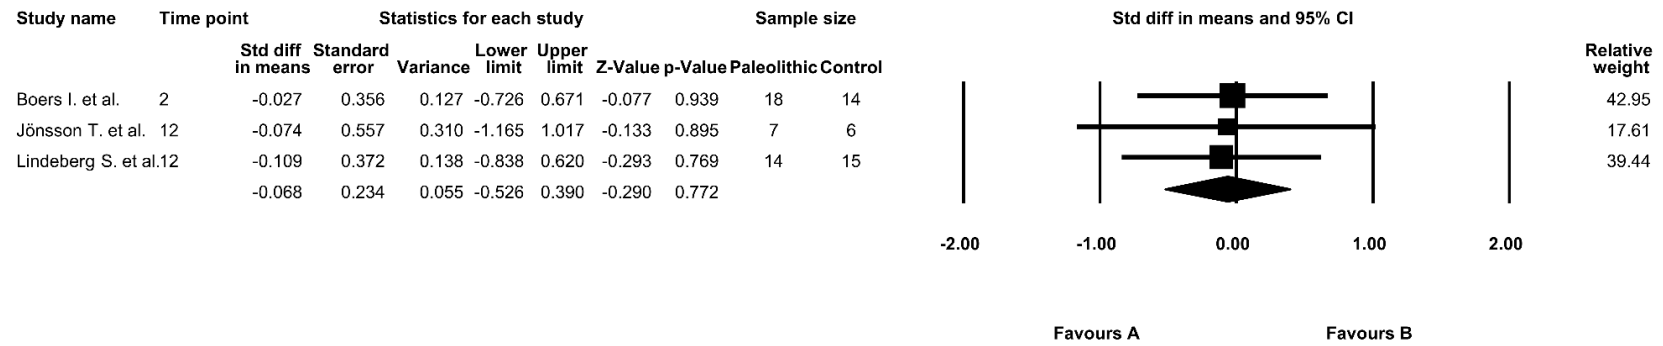 Study name Time point Statistics for each study Sample size Std diff in means and 95% CI
Std diff Standard Lower Upper Relative
in means error Variance limit limit Z-Value p-Value Paleolithic Control weight
Boers I. et al. 2 -0.027 0.356 0.127 -0.726 0.671 -0.077 0.939 18 14 42.95
Jönsson T. et al. 12 -0.074 0.557 0.310 -1.165 1.017 -0.133 0.895 7 6 17.61
Lindeberg S. et al. 12 -0.109 0.372 0.138 -0.838 0.620 -0.293 0.769 14 15 39.44
-0.068 0.234 0.055 -0.526 0.390 -0.290 0.772
-2.00 -1.00 0.00 1.00 2.00
Favours A Favours B